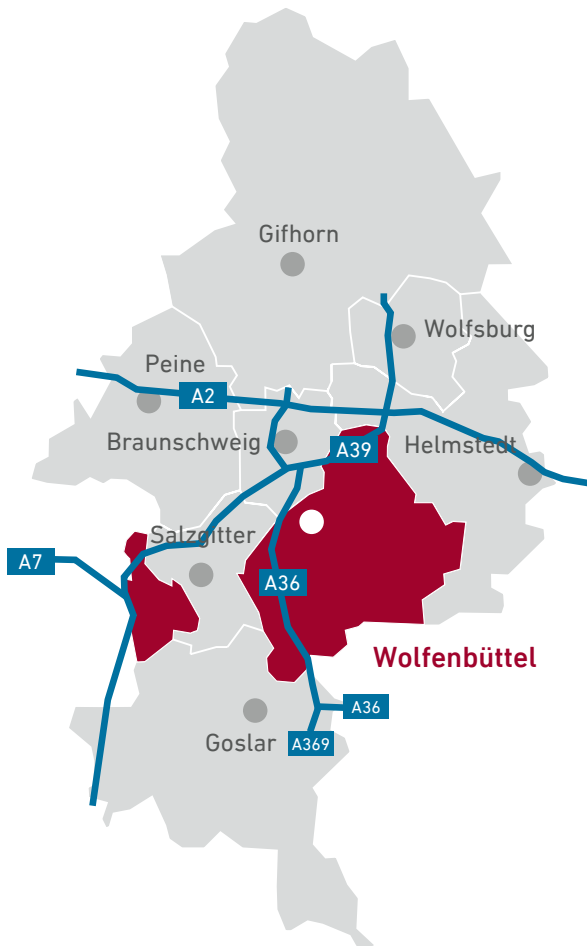 Gifhorn
Wolfsburg
Peine
A2
Braunschweig
A39
Helmstedt
Salzgitter
A7
A36
Wolfenbüttel
A36
Goslar
A369